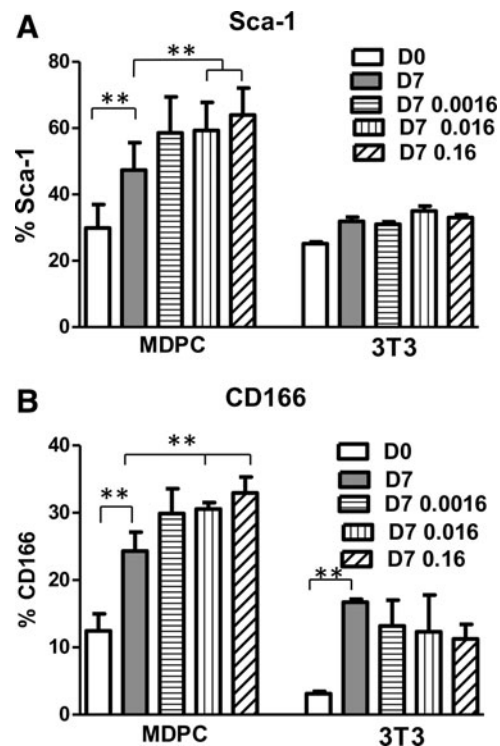 A
Sca-1
% Sca-1
80
60
40
20
0
**
**
D0
D7
D7 0.0016
D7 0.016
D7 0.16
MDPC
3T3
B
CD166
% CD166
40
30
20
10
0
**
**
**
D0
D7
D7 0.0016
D7 0.016
D7 0.16
MDPC
3T3